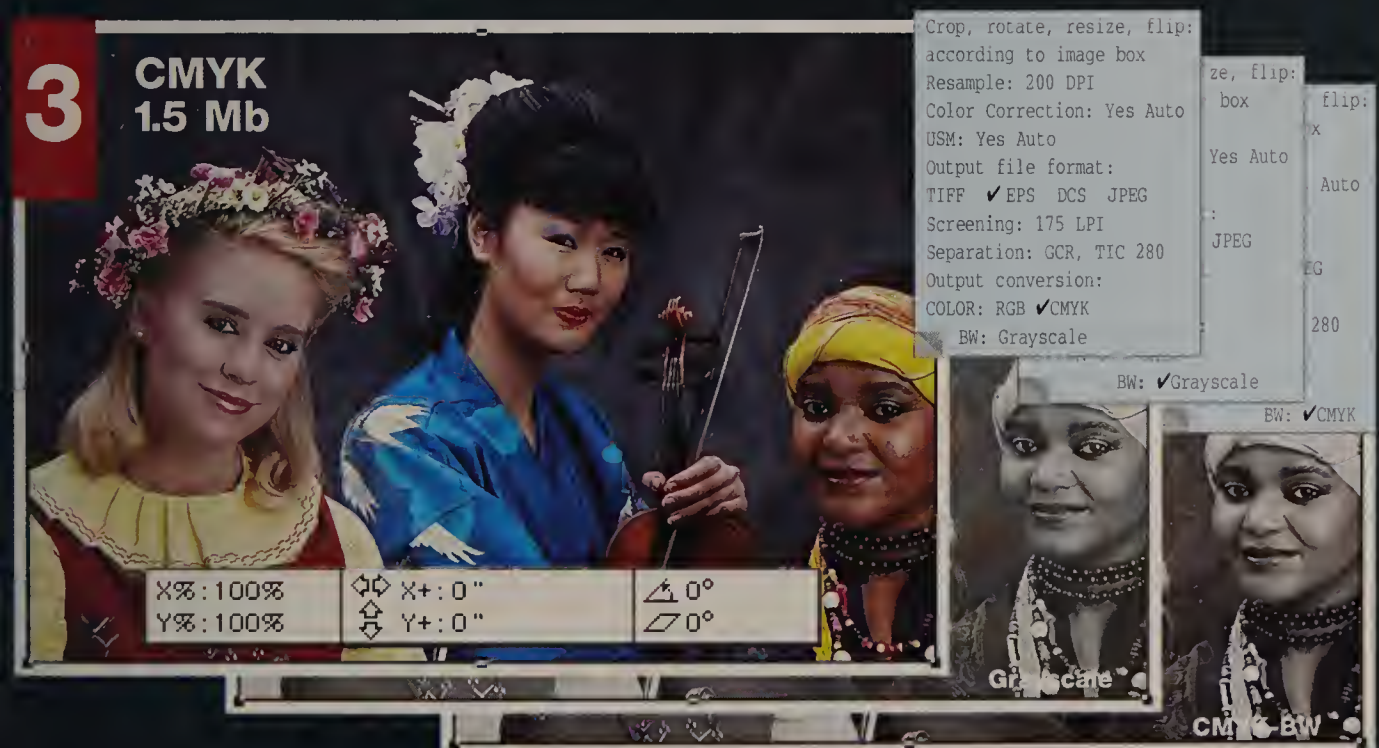 3
CMYK
1.5 Mb
Crop, rotate, resize, flip:
according to image box
Resample: 200 DPI
Color Correction: Yes Auto
USM: Yes Auto
Output file format:
TIFF ✔EPS DCS JPEG
Screening: 175 LPI
Separation: GCR, TIC 280
Output conversion:
COLOR: RGB ✔CMYK
BW: Grayscale
ze, flip:
box
Yes Auto
:
JPEG
BW: ✔Grayscale
flip:
x
Auto
EG
280
BW: ✔CMYK
X%:100%
Y%:100%
X+:0"
Y+:0"
0°
0°
Grayscale
CMYK-BW